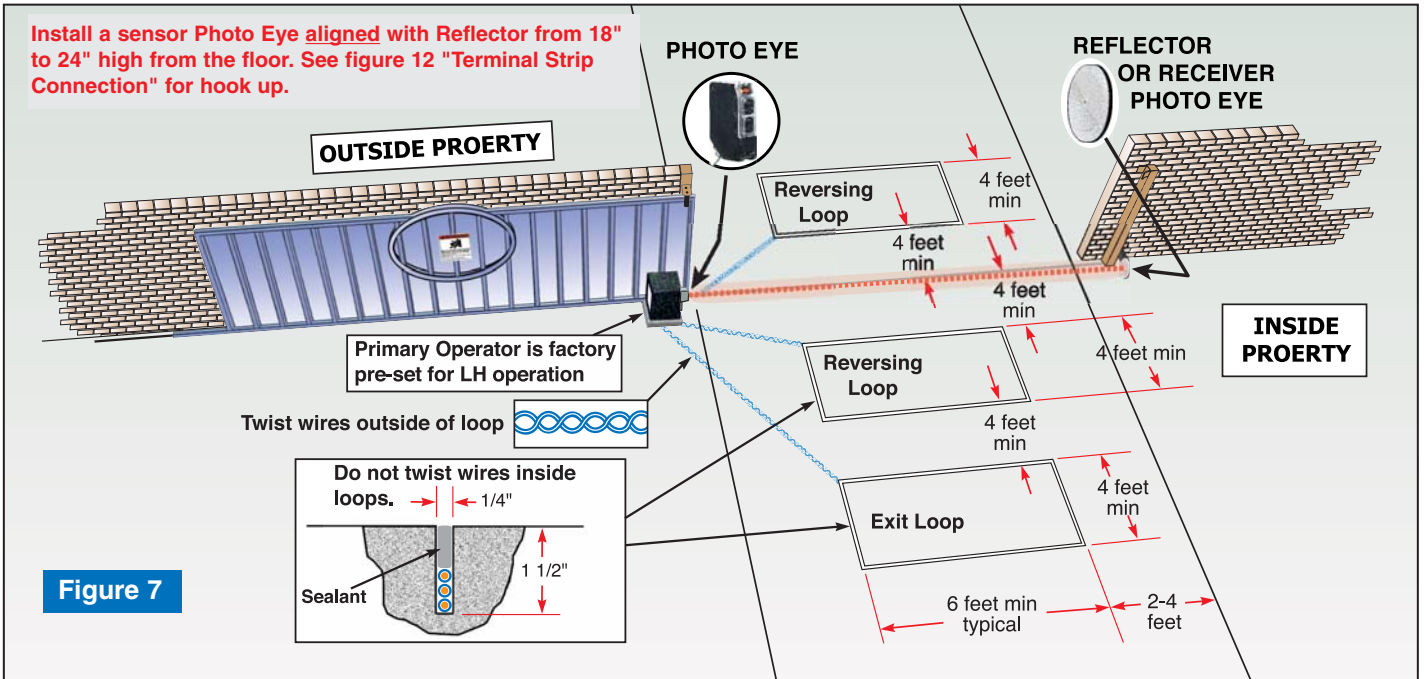 Install a sensor Photo Eye aligned with Reflector from 18"
to 24" high from the floor. See figure 12 "Terminal Strip
Connection" for hook up.
PHOTO EYE
REFLECTOR
OR RECEIVER
PHOTO EYE
OUTSIDE PROERTY
Reversing
Loop
4 feet
min
4 feet
min
4 feet
min
INSIDE
PROERTY
Primary Operator is factory
pre-set for LH operation
Reversing
Loop
4 feet min
Twist wires outside of loop
4 feet
min
Do not twist wires inside
loops.
1/4"
Sealant
1 1/2"
Exit Loop
4 feet
min
6 feet min
typical
2-4
feet
Figure 7